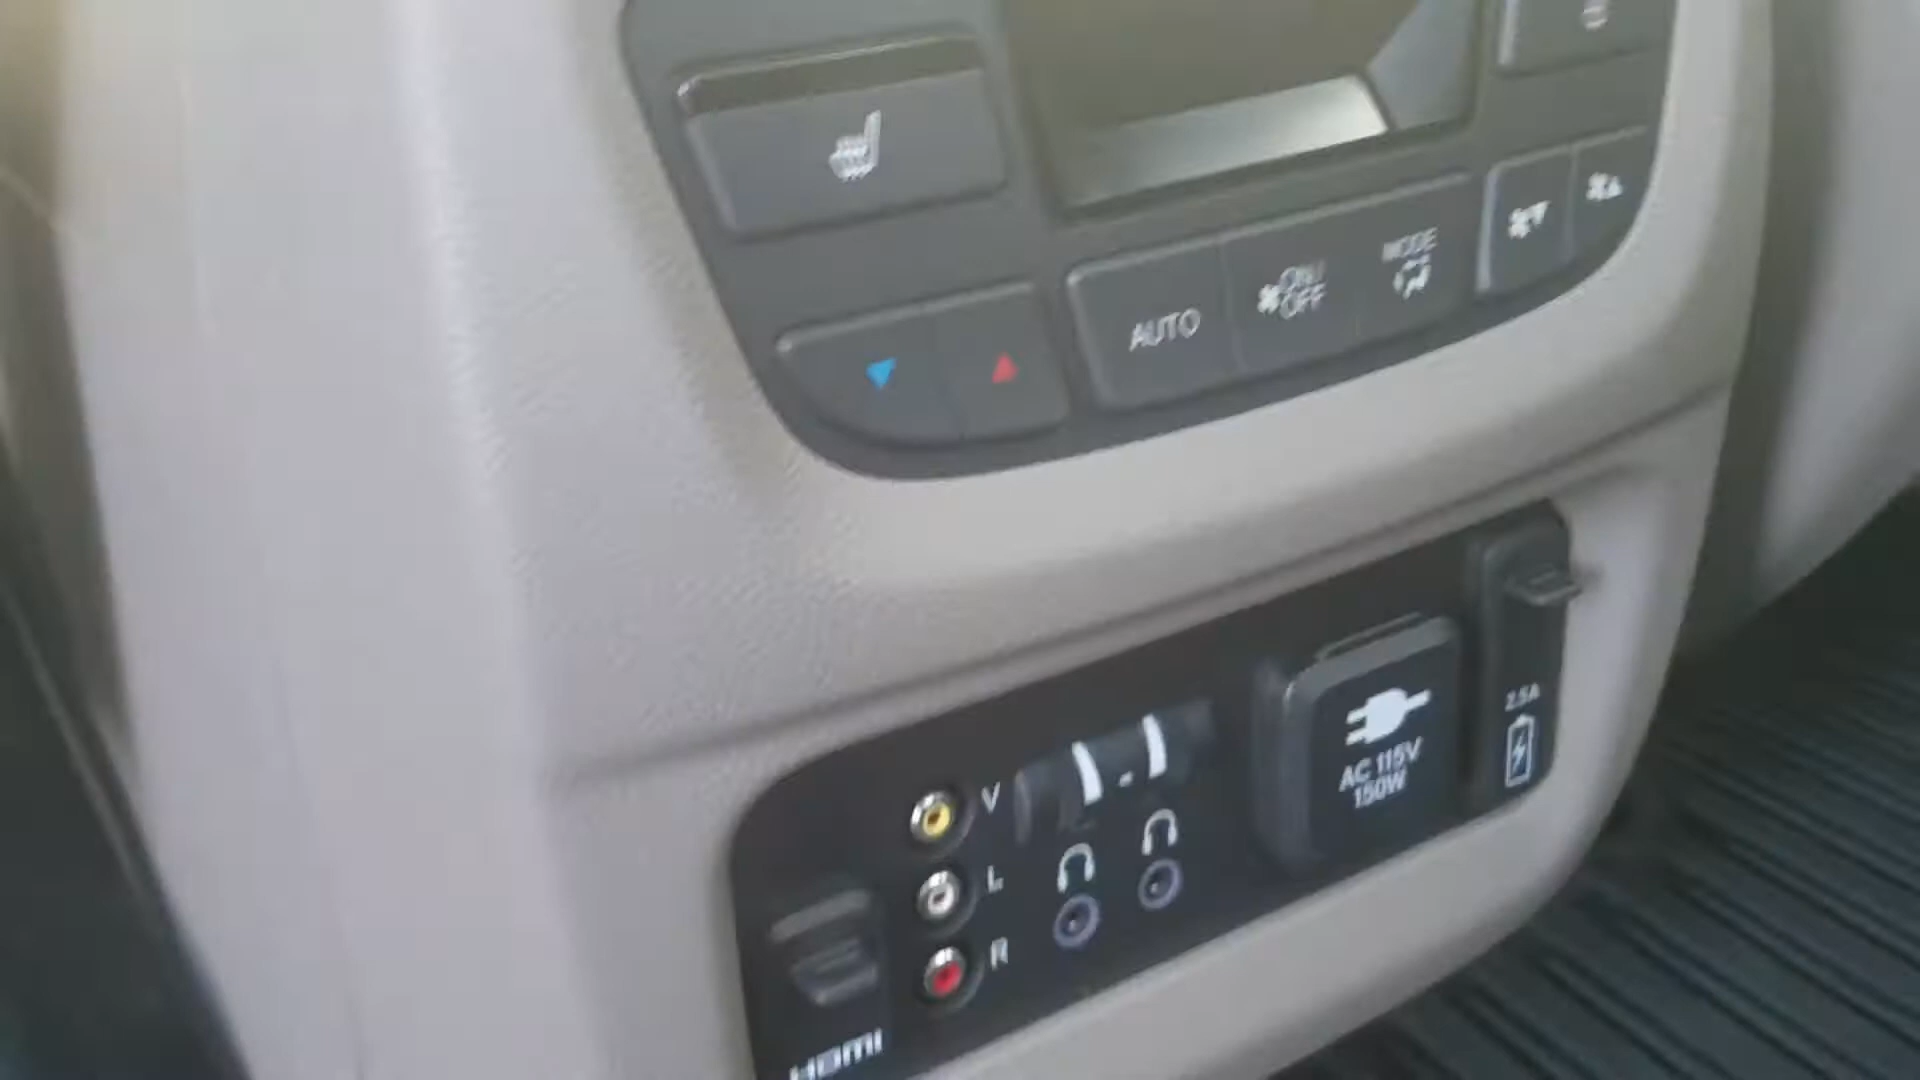 AUTO
ON/
OFF
MODE
V
L
R
AC 115V
150W
2.5A
HDMI